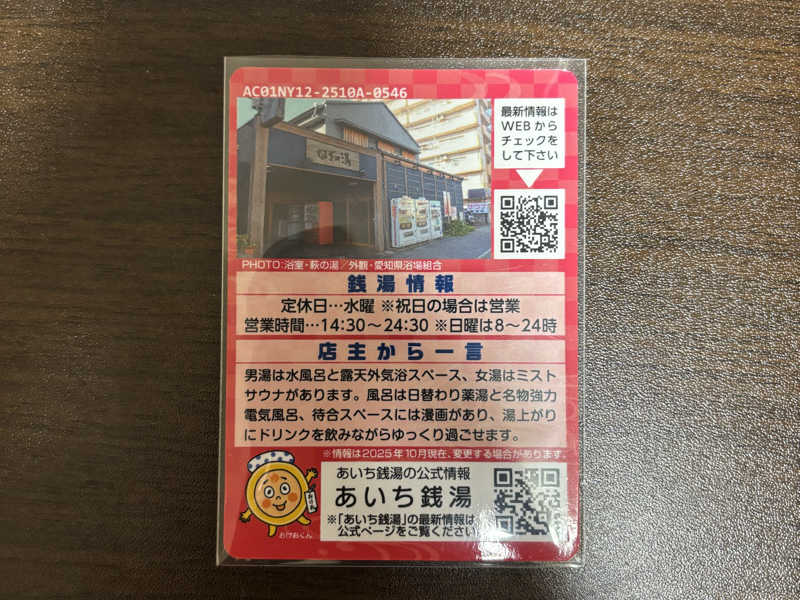 AC01NY12-2510A-0546
最新情報は
WEBから
チェックを
して下さい
はぎの湯
PHOTO:浴室・萩の湯／外観・愛知県浴場組合
銭湯情報
定休日…水曜 ※祝日の場合は営業
営業時間…14:30～24:30 ※日曜は8～24時
店主から一言
男湯は水風呂と露天外気浴スペース、女湯はミスト
サウナがあります。風呂は日替わり薬湯と名物強力
電気風呂、待合スペースには漫画があり、湯上がり
にドリンクを飲みながらゆっくり過ごせます。
※情報は2025年10月現在、変更する場合があります。
あいち銭湯の公式情報
あいち銭湯
※「あいち銭湯」の最新情報は
公式ページをご覧ください
おけおくん